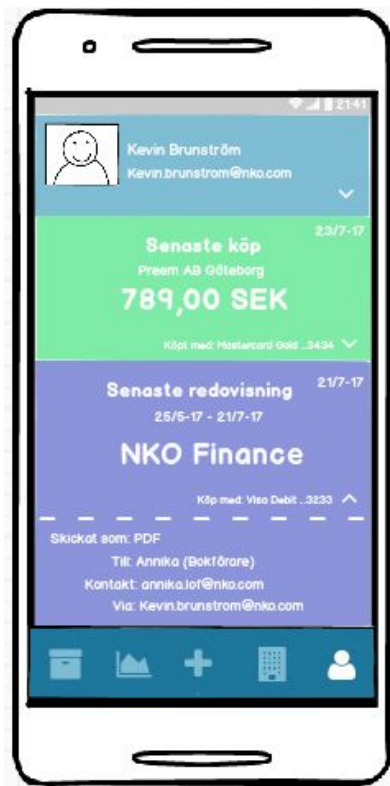 21:41
Kevin Brunström
Kevin.brunstrom@nko.com
23/7-17
Senaste köp
Preem AB Göteborg
789,00 SEK
Köpt med: Mastercard Gold ..3434
21/7-17
Senaste redovisning
25/5-17 - 21/7-17
NKO Finance
Köp med: Visa Debit ..3233
Skickat som: PDF
Till: Annika (Bokförare)
Kontakt: annika.lof@nko.com
Via: Kevin.brunstrom@nko.com